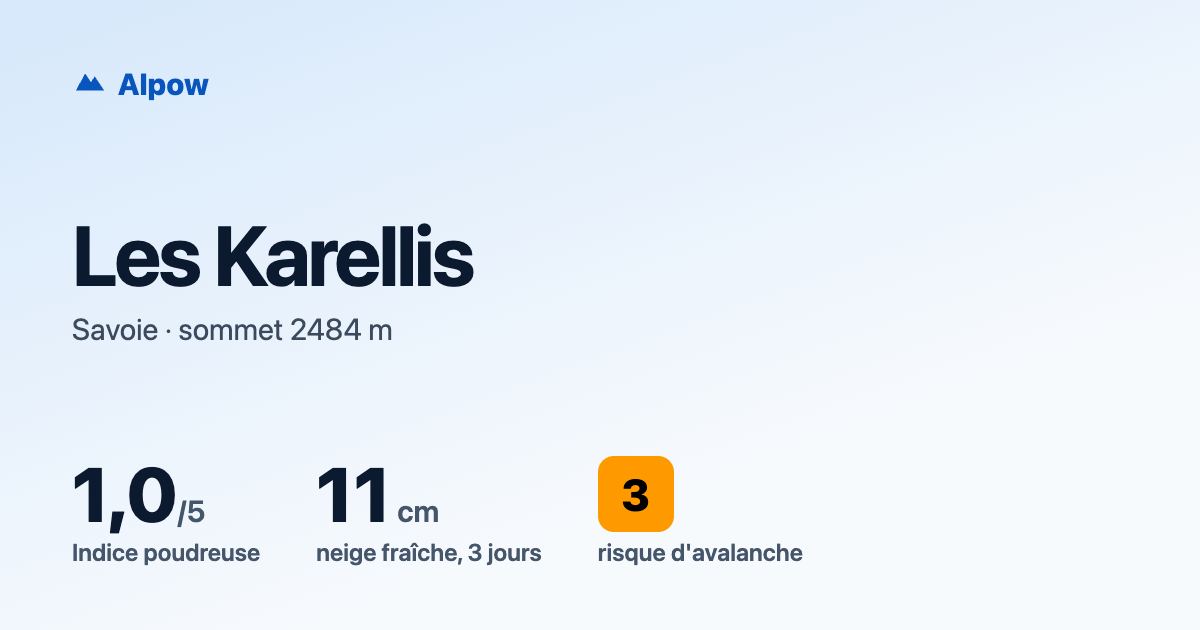 Alpow
Les Karellis
Savoie · sommet 2484 m
1,0/5
Indice poudreuse
11 cm
neige fraîche, 3 jours
3
risque d'avalanche